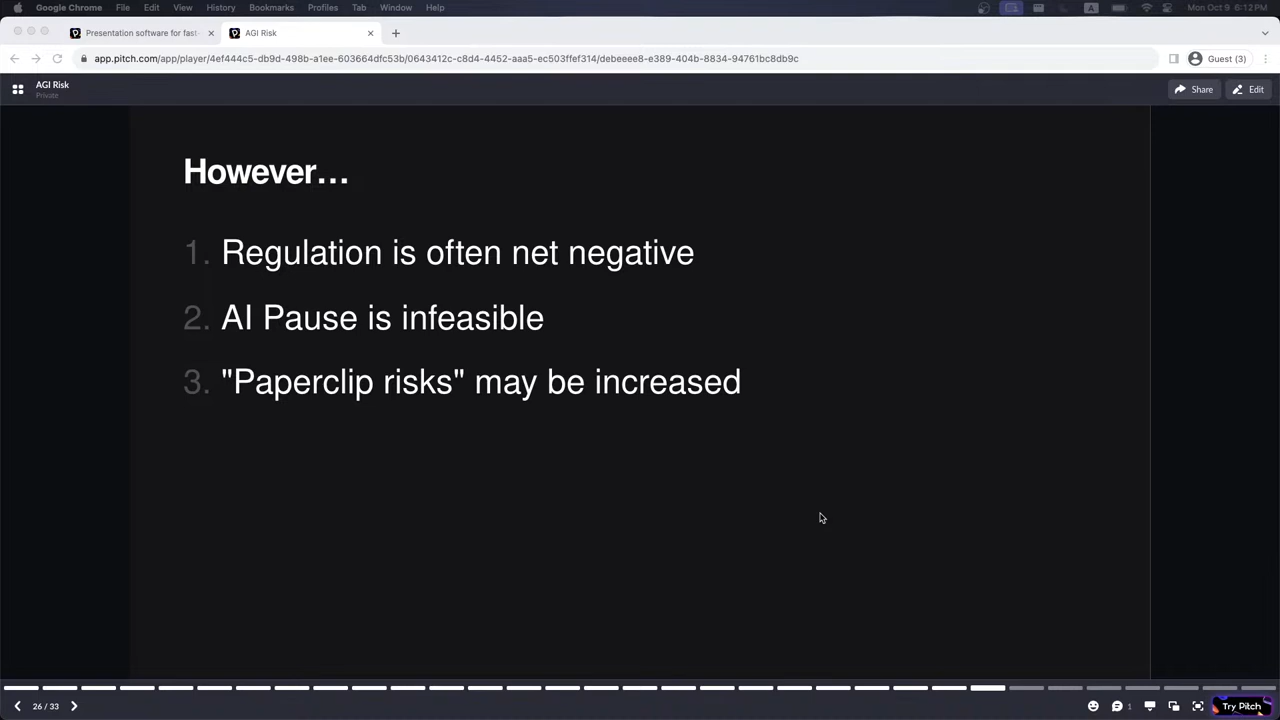 Google Chrome File Edit View History Bookmarks Profiles Tab Window Help A Mon Oct 9 6:12 PM
Presentation software for fast- AGI Risk
app.pitch.com/app/player/4ef444c5-db9d-498b-a1ee-603664dfc53b/0643412c-c8d4-4452-aaa5-ec503ffef314/debeeee8-e389-404b-8834-94761bc8db9c Guest (3)
AGI Risk
Private
Share Edit
However…
1. Regulation is often net negative
2. AI Pause is infeasible
3. "Paperclip risks" may be increased
26 / 33 1 Try Pitch